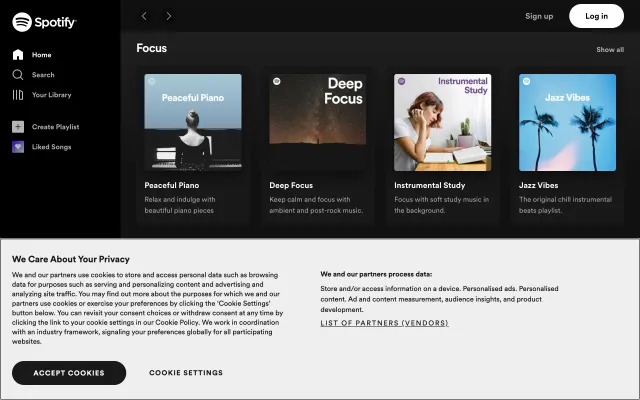 Spotify
Sign up
Log in
Home
Search
Your Library
Create Playlist
Liked Songs
Focus
Show all
Peaceful Piano
Deep
Focus
Instrumental
Study
Jazz Vibes
Peaceful Piano
Relax and indulge with
beautiful piano pieces
Deep Focus
Keep calm and focus with
ambient and post-rock music.
Instrumental Study
Focus with soft study music in
the background.
Jazz Vibes
The original chill instrumental
beats playlist.
We Care About Your Privacy
We and our partners use cookies to store and access personal data such as browsing
data for purposes such as serving and personalizing content and advertising and
analyzing site traffic. You may find out more about the purposes for which we and our
partners use cookies or exercise your preferences by clicking the 'Cookie Settings'
button below. You can revisit your consent choices or withdraw consent at any time by
clicking the link to your cookie settings in our Cookie Policy. We work in coordination
with an industry framework, signaling your preferences globally for all participating
websites.
We and our partners process data:
Store and/or access information on a device. Personalised ads. Personalised
content. Ad and content measurement, audience insights, and product
development.
LIST OF PARTNERS (VENDORS)
ACCEPT COOKIES
COOKIE SETTINGS